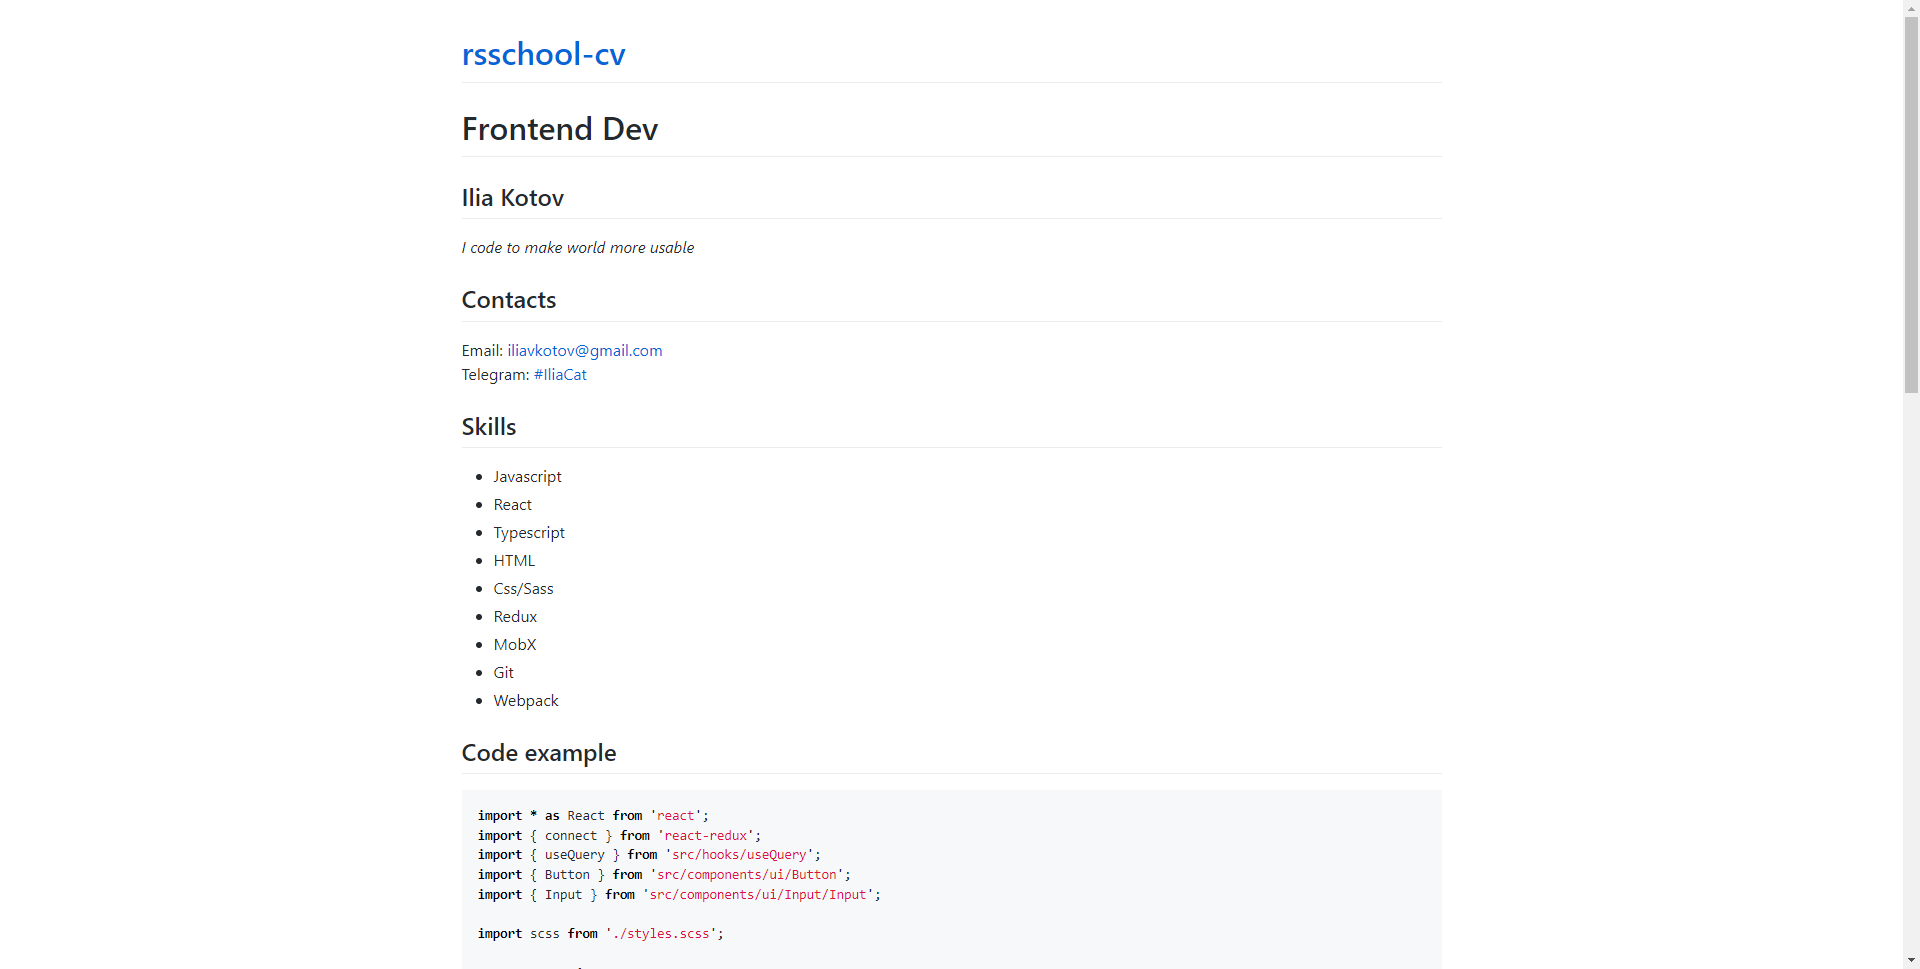 rsschool-cv
Frontend Dev
Ilia Kotov
I code to make world more usable
Contacts
Email: iliavkotov@gmail.com
Telegram: #IliaCat
Skills
Javascript
React
Typescript
HTML
Css/Sass
Redux
MobX
Git
Webpack
Code example
import * as React from 'react';
import { connect } from 'react-redux';
import { useQuery } from 'src/hooks/useQuery';
import { Button } from 'src/components/ui/Button';
import { Input } from 'src/components/ui/Input/Input';
import scss from './styles.scss';